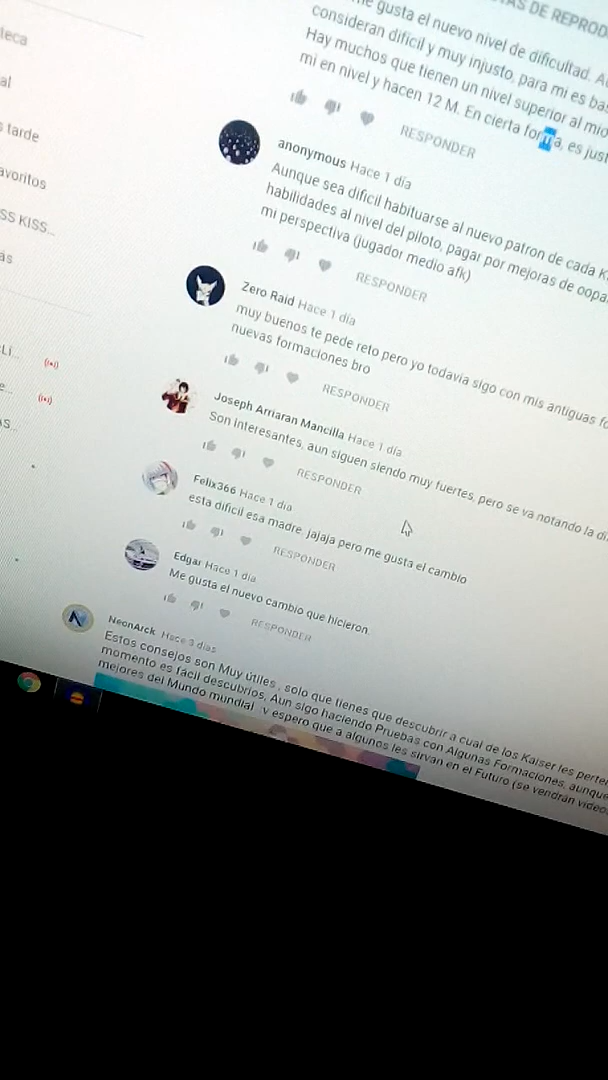 AS DE REPROD
me gusta el nuevo nivel de dificultad. A
consideran dificil y muy injusto, para mi es bas
Hay muchos que tienen un nivel superior al mio
mi en nivel y hacen 12 M. En cierta forma, es just
RESPONDER
anonymous Hace 1 día
Aunque sea dificil habituarse al nuevo patron de cada K
habilidades al nivel del piloto, pagar por mejoras de oopa
mi perspectiva (jugador medio afk)
RESPONDER
Zero Raid Hace 1 día
muy buenos te pede reto pero yo todavía sigo con mis antiguas fo
nuevas formaciones bro
RESPONDER
Joseph Arriaran Mancilla Hace 1 día
Son interesantes, aun siguen siendo muy fuertes, pero se va notando la di
RESPONDER
Felix366 Hace 1 día
esta dificil esa madre. jajaja pero me gusta el cambio
RESPONDER
Edgar Hace 1 día
Me gusta el nuevo cambio que hicieron.
RESPONDER
NeonArck Hace 3 días
Estos consejos son Muy útiles , solo que tienes que descubrir a cual de los Kaiser les perte
momento es fácil descubrirlos, Aun sigo haciendo Pruebas con Algunas Formaciones, aunque
mejores del Mundo mundial :v espero que a algunos les sirvan en el Futuro (se vendrán video
teca
al
s tarde
avoritos
SS KISS...
ás
LI...
e...
S...